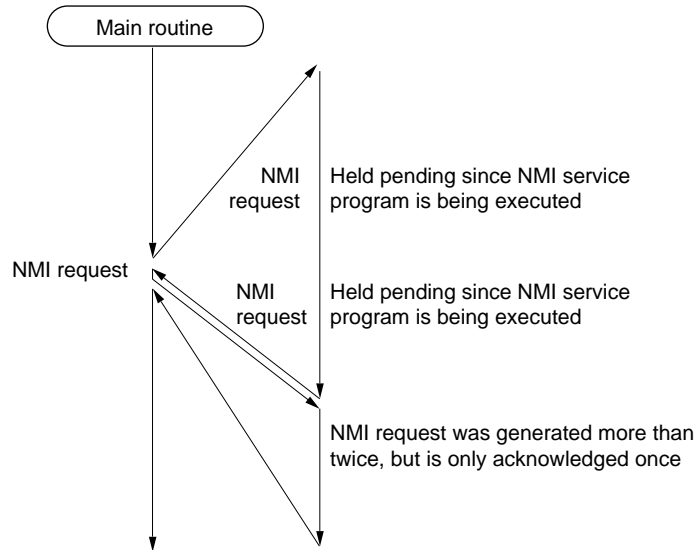 Main routine
NMI
request
Held pending since NMI service
program is being executed
NMI request
NMI
request
Held pending since NMI service
program is being executed
NMI request was generated more than
twice, but is only acknowledged once